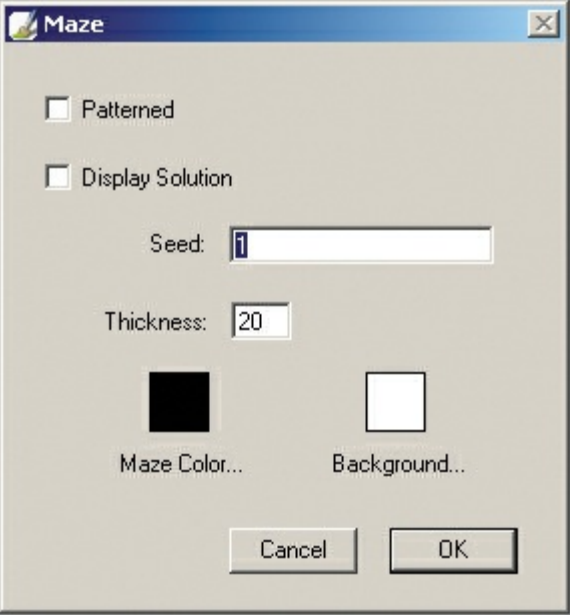 Maze
Patterned
Display Solution
Seed: 1
Thickness: 20
Maze Color... Background...
Cancel OK